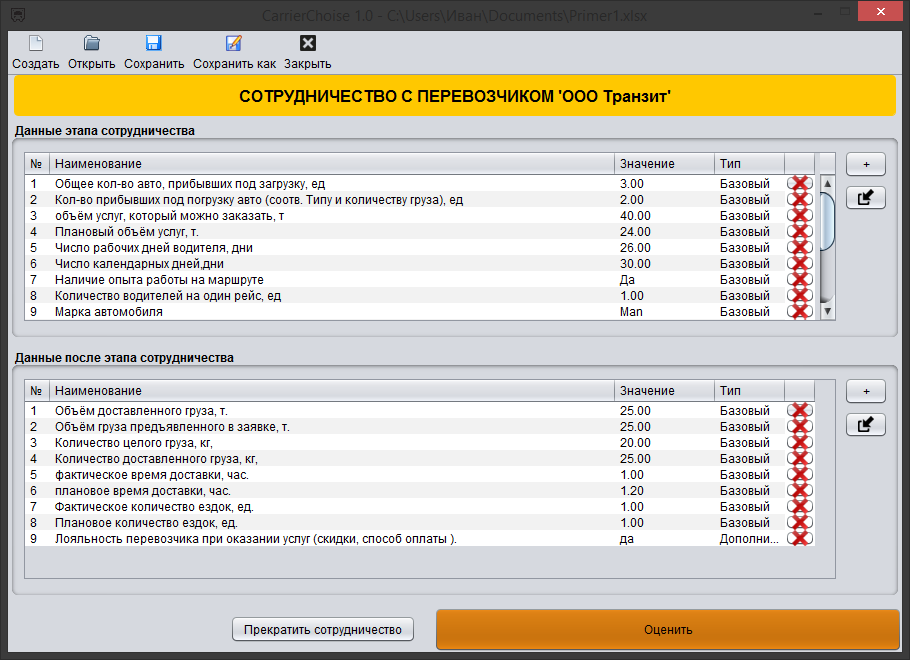 CarrierChoise 1.0 - C:\Users\Иван\Documents\Primer1.xlsx
Создать Открыть Сохранить Сохранить как Закрыть
СОТРУДНИЧЕСТВО С ПЕРЕВОЗЧИКОМ 'ООО Транзит'
Данные этапа сотрудничества
№ Наименование Значение Тип
+
1 Общее кол-во авто, прибывших под загрузку, ед 3.00 Базовый
2 Кол-во прибывших под погрузку авто (соотв. Типу и количеству груза), ед 2.00 Базовый
3 объём услуг, который можно заказать, т 40.00 Базовый
4 Плановый объём услуг, т. 24.00 Базовый
5 Число рабочих дней водителя, дни 26.00 Базовый
6 Число календарных дней,дни 30.00 Базовый
7 Наличие опыта работы на маршруте Да Базовый
8 Количество водителей на один рейс, ед 1.00 Базовый
9 Марка автомобиля Man Базовый
Данные после этапа сотрудничества
№ Наименование Значение Тип
+
1 Объём доставленного груза, т. 25.00 Базовый
2 Объём груза предъявленного в заявке, т. 25.00 Базовый
3 Количество целого груза, кг, 20.00 Базовый
4 Количество доставленного груза, кг, 25.00 Базовый
5 фактическое время доставки, час. 1.00 Базовый
6 плановое время доставки, час. 1.20 Базовый
7 Фактическое количество ездок, ед. 1.00 Базовый
8 Плановое количество ездок, ед. 1.00 Базовый
9 Лояльность перевозчика при оказании услуг (скидки, способ оплаты ). да Дополни...
Прекратить сотрудничество Оценить